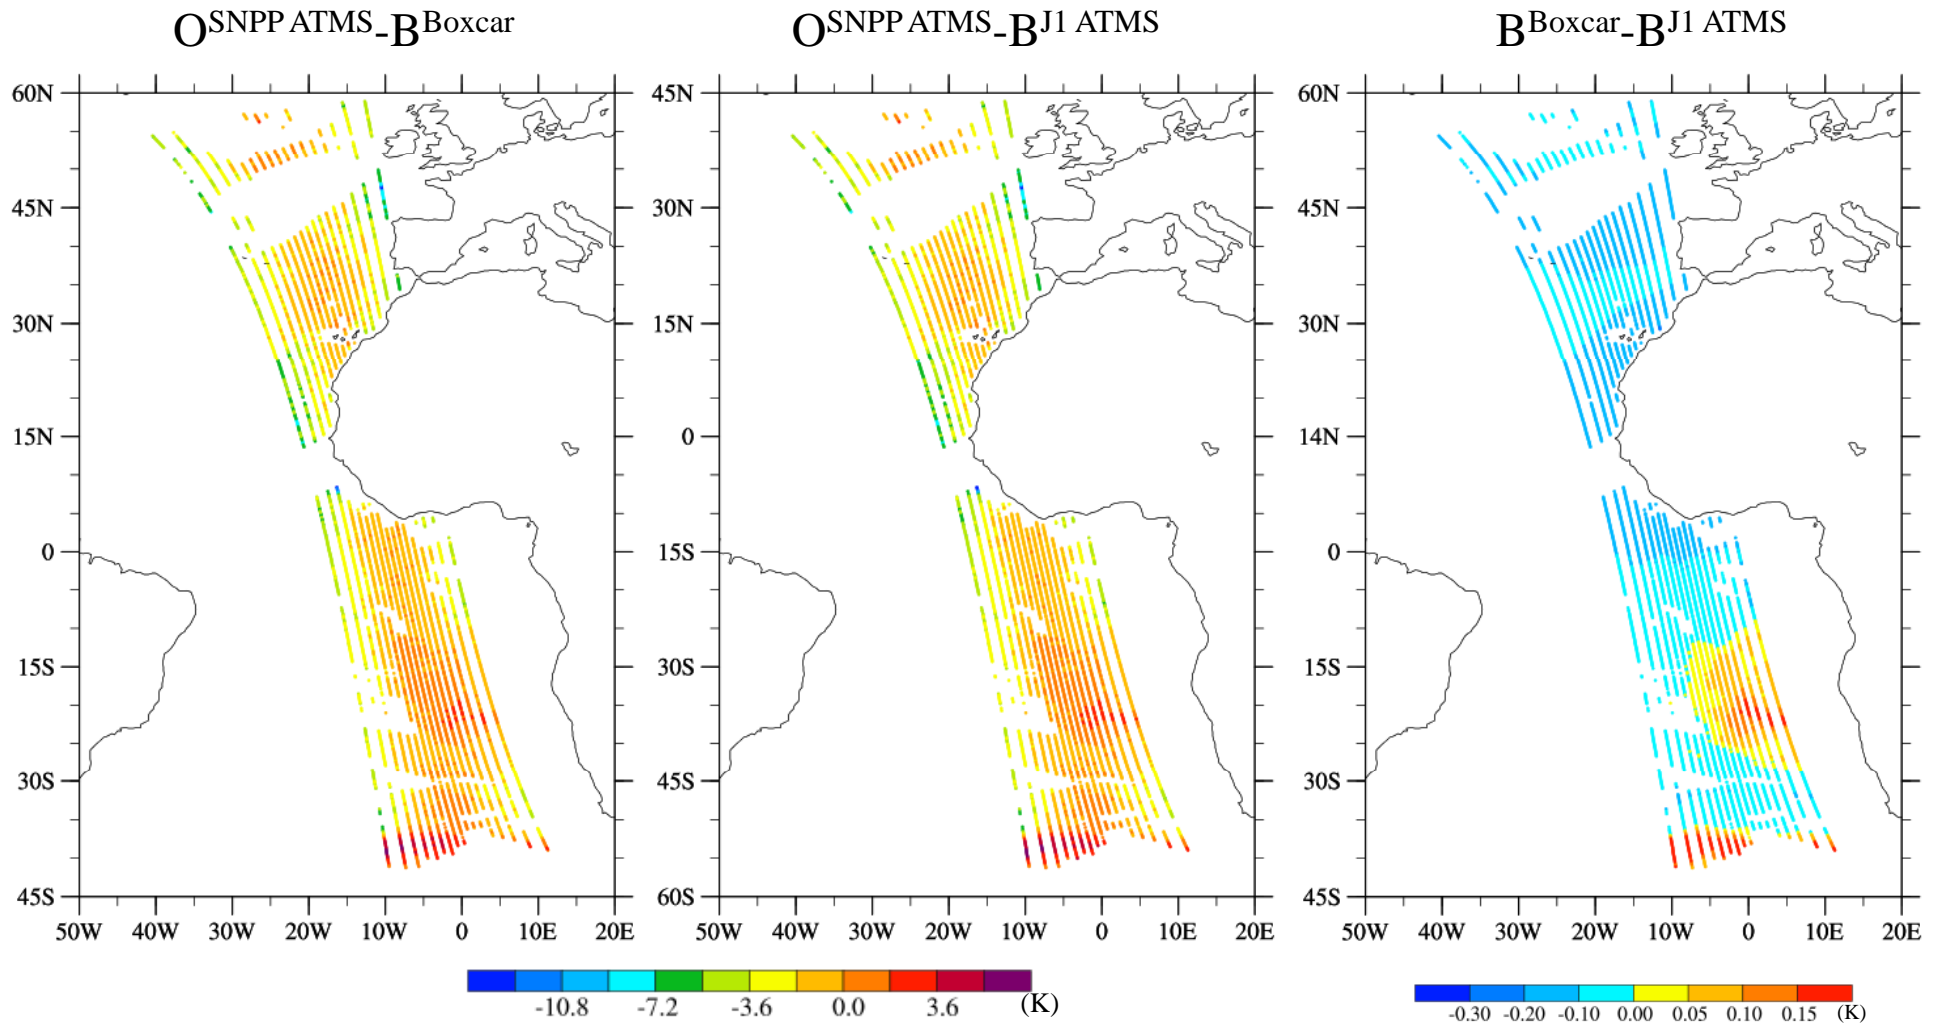 O^SNPP ATMS-B^Boxcar
O^SNPP ATMS-B^J1 ATMS
B^Boxcar-B^J1 ATMS
60N
45N
30N
15N
0
15S
30S
45S
50W 40W 30W 20W 10W 0 10E 20E
45N
30N
15N
0
15S
30S
45S
60S
50W 40W 30W 20W 10W 0 10E 20E
60N
45N
30N
14N
0
15S
30S
45S
50W 40W 30W 20W 10W 0 10E 20E
-10.8 -7.2 -3.6 0.0 3.6 (K)
-0.30 -0.20 -0.10 0.00 0.05 0.10 0.15 (K)